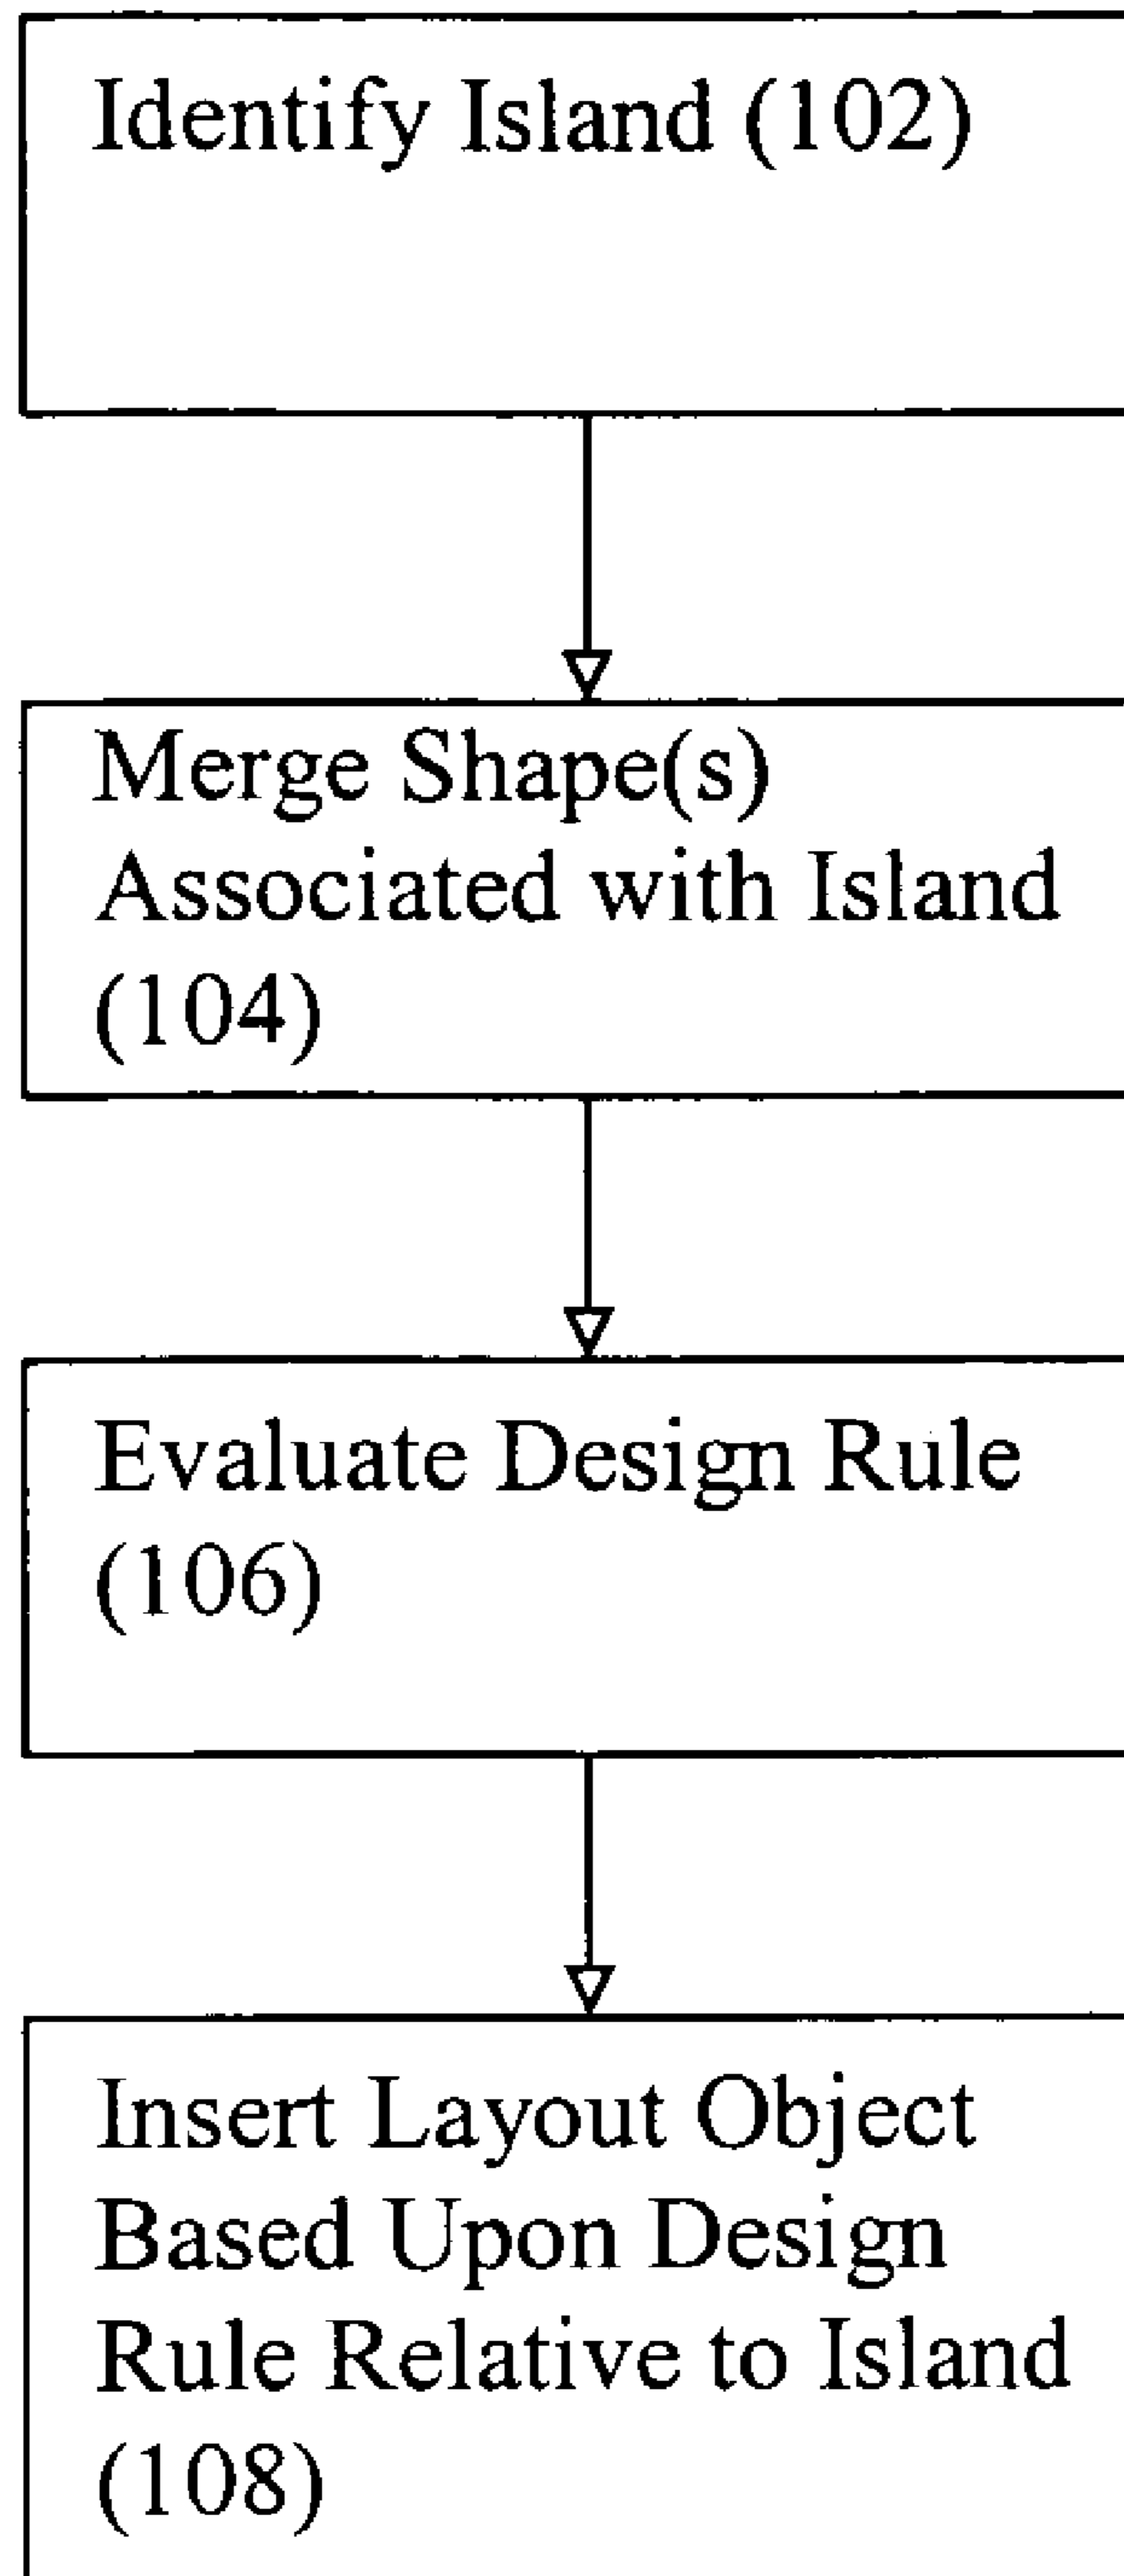 Identify Island (102)
Merge Shape(s)
Associated with Island
(104)
Evaluate Design Rule
(106)
Insert Layout Object
Based Upon Design
Rule Relative to Island
(108)